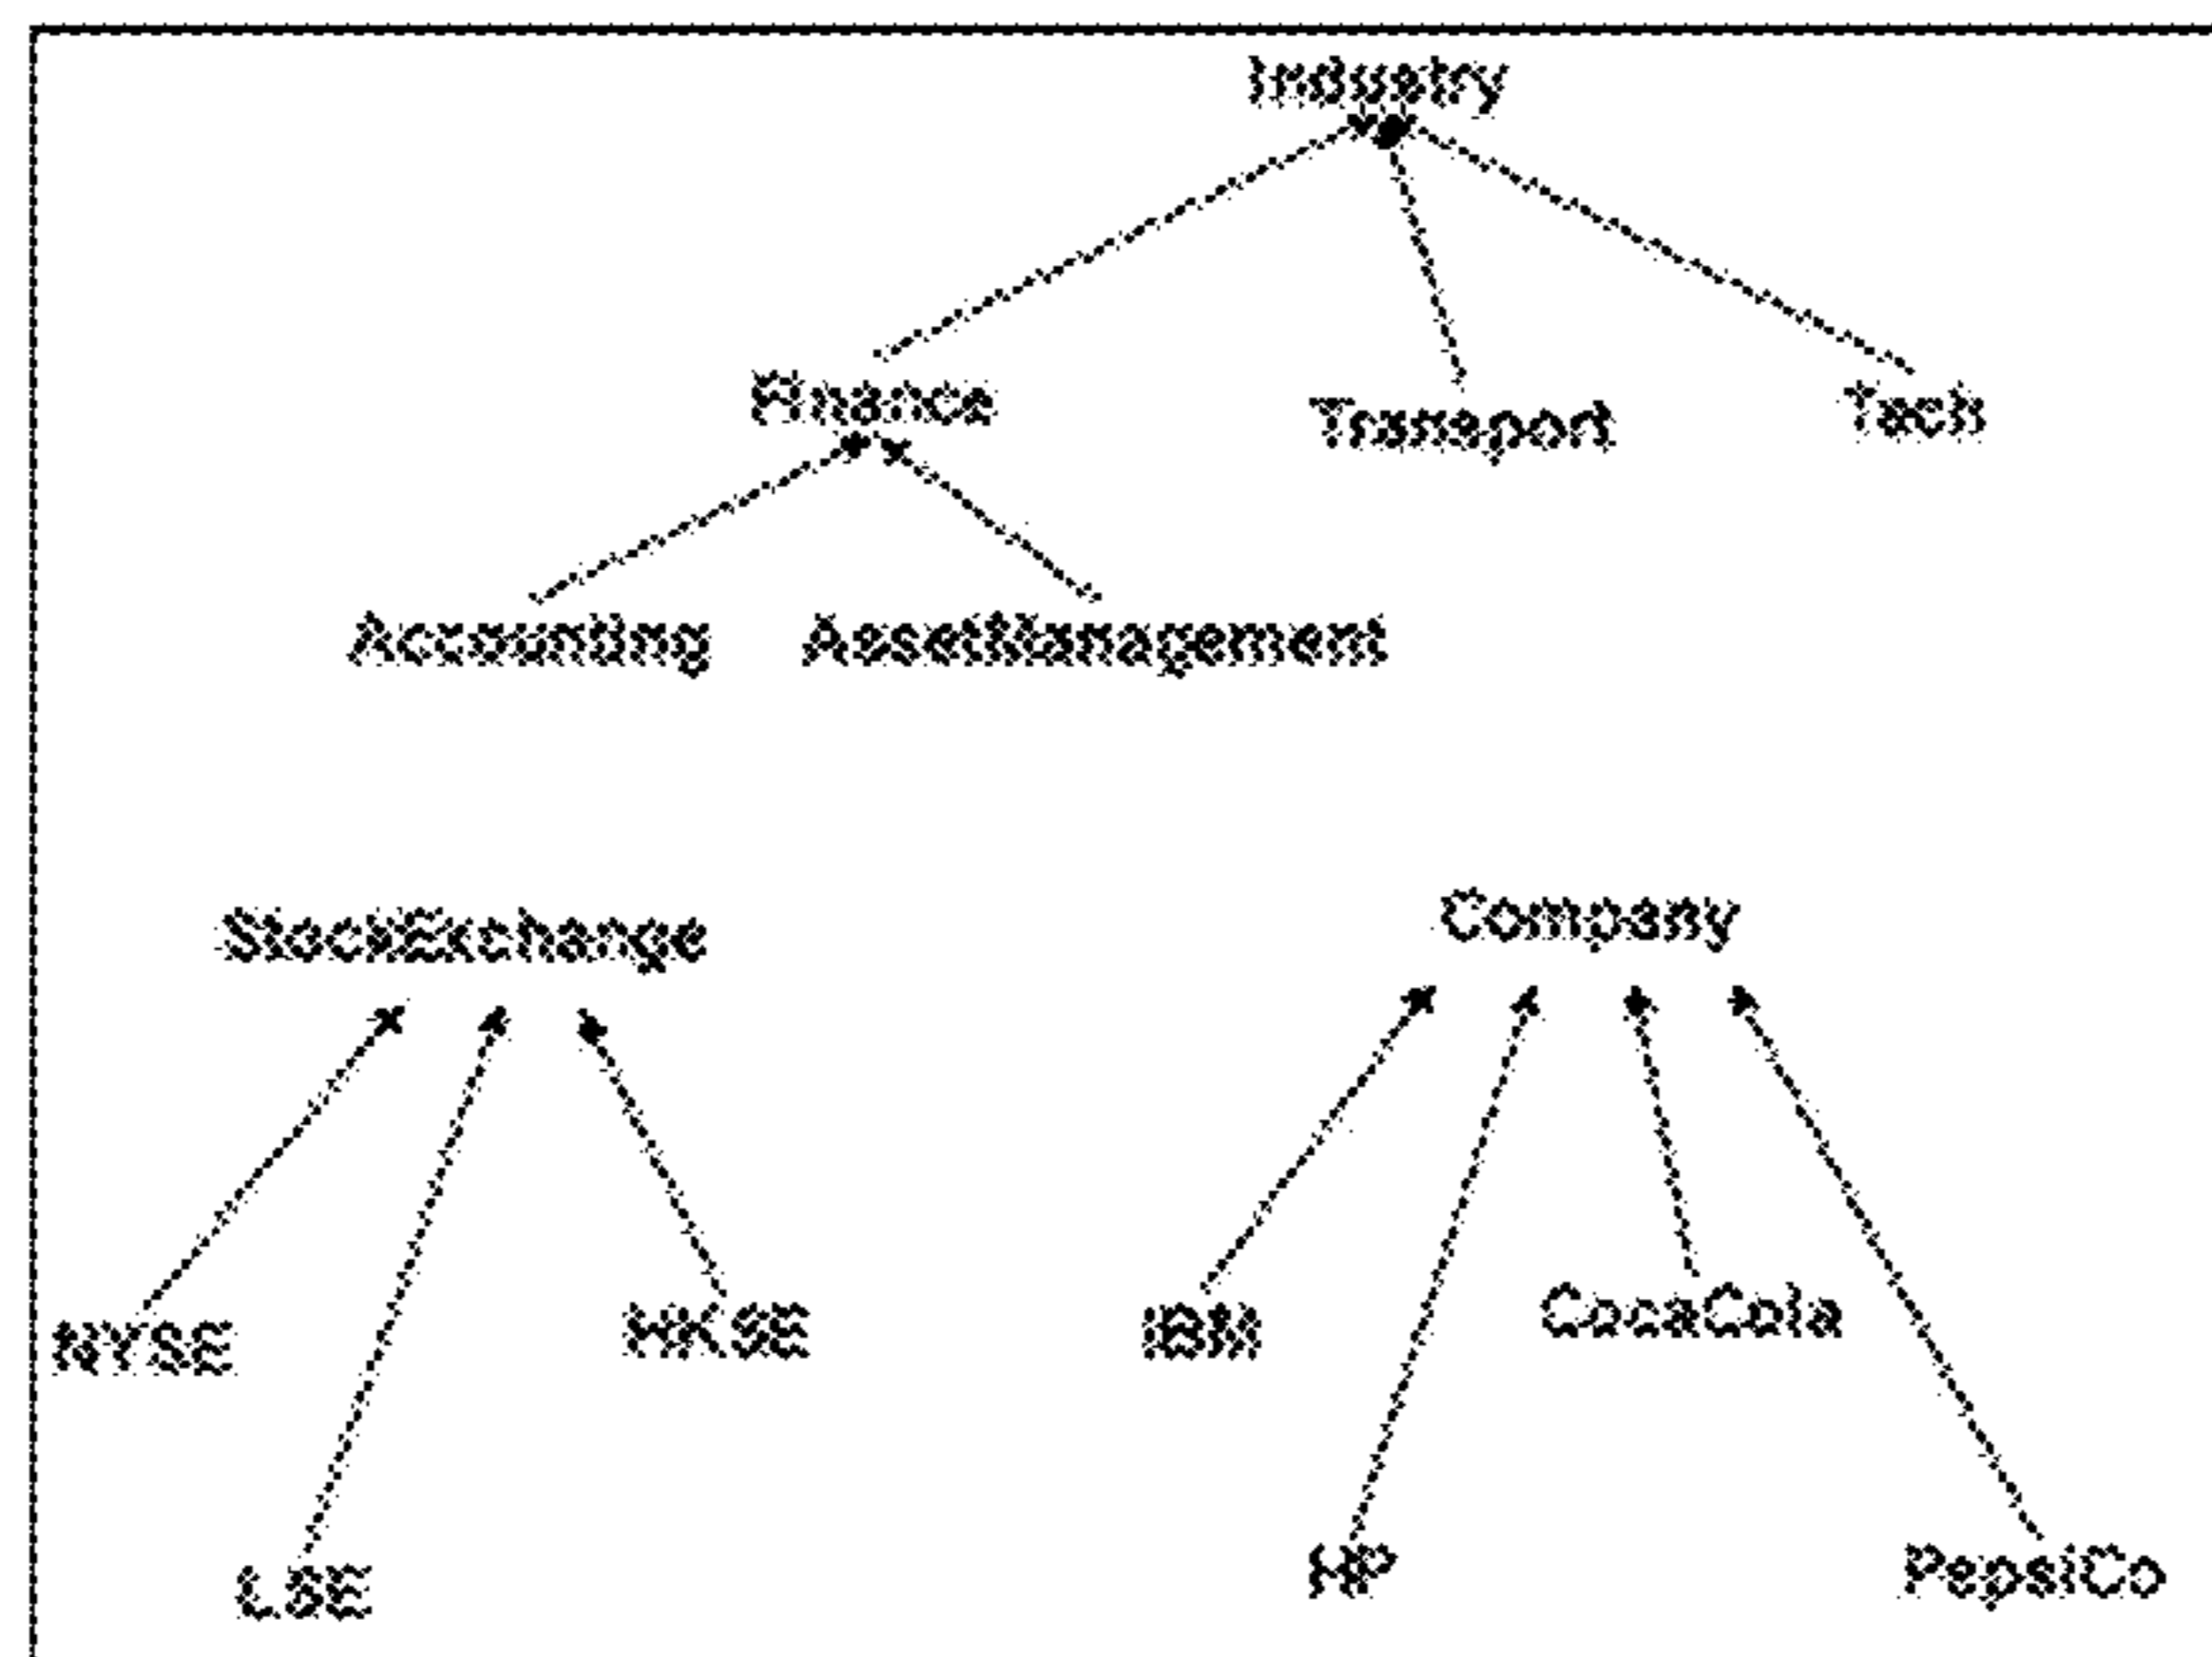 Industry
Finance
Transport
Tech
Accounting
AssetManagement
StockExchange
Company
NYSE
HKSE
IBM
CocaCola
LSE
HP
PepsiCo